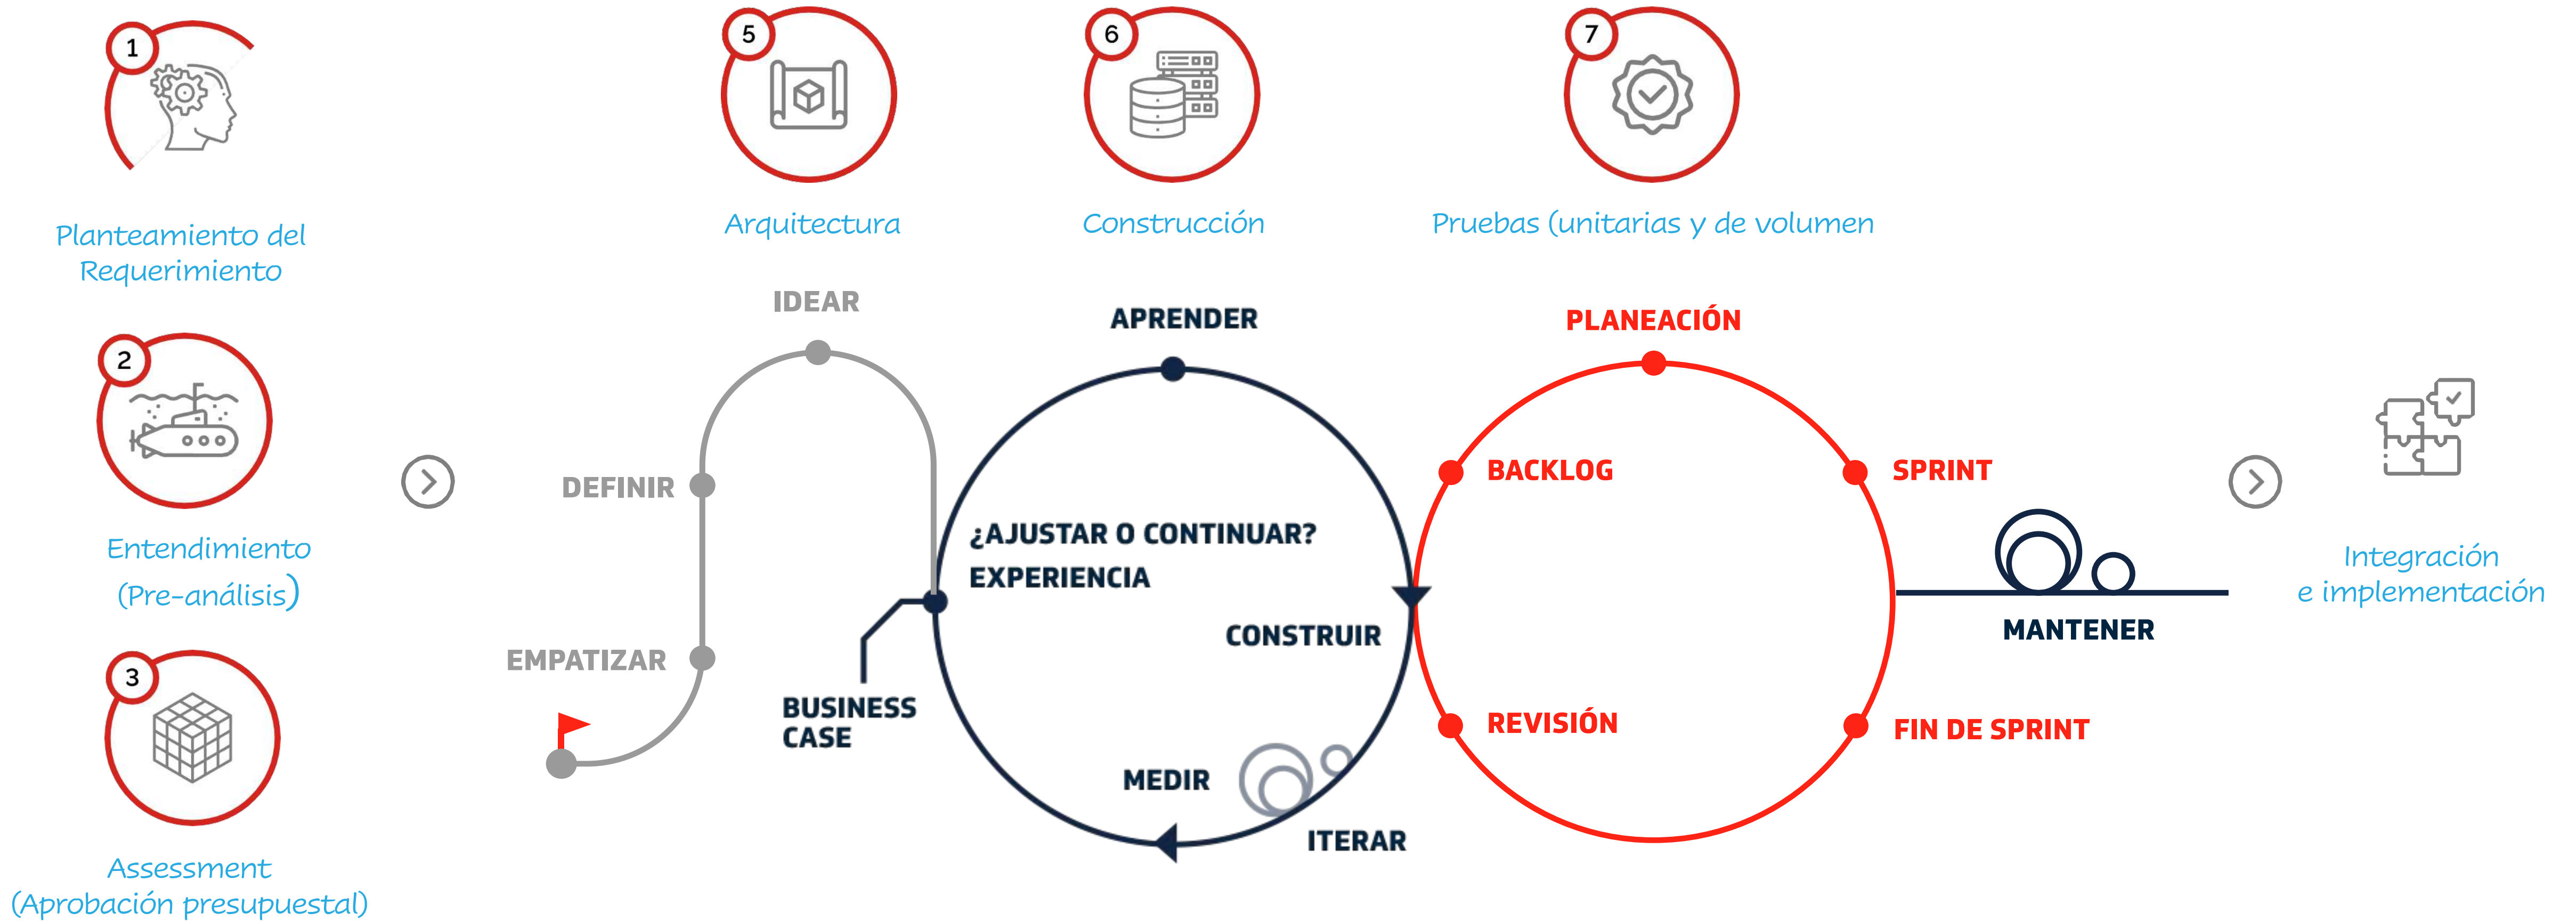 1
Planteamiento del
Requerimiento
2
Entendimiento
(Pre-análisis)
3
Assessment
(Aprobación presupuestal)
5
Arquitectura
6
Construcción
7
Pruebas (unitarias y de volumen
IDEAR
DEFINIR
EMPATIZAR
BUSINESS
CASE
APRENDER
¿AJUSTAR O CONTINUAR?
EXPERIENCIA
CONSTRUIR
MEDIR
ITERAR
PLANEACIÓN
BACKLOG
SPRINT
REVISIÓN
FIN DE SPRINT
MANTENER
Integración
e implementación